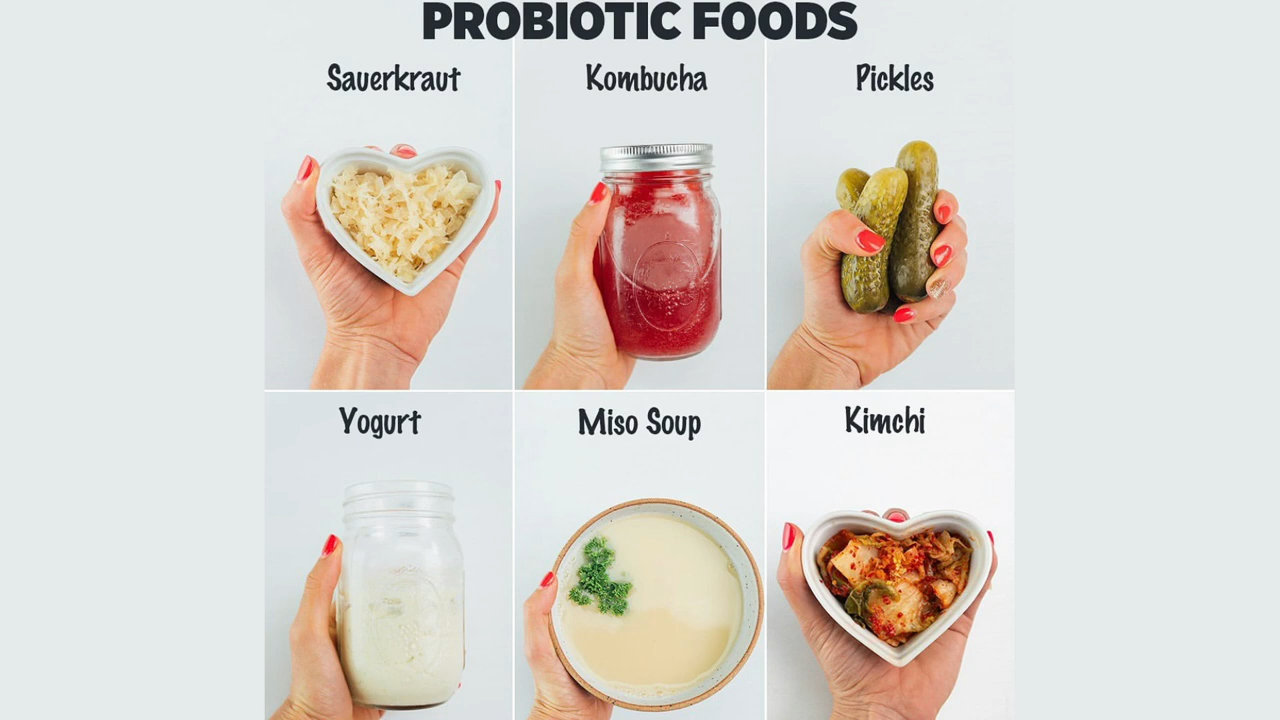 PROBIOTIC FOODS
Sauerkraut
Kombucha
Pickles
Yogurt
Miso Soup
Kimchi